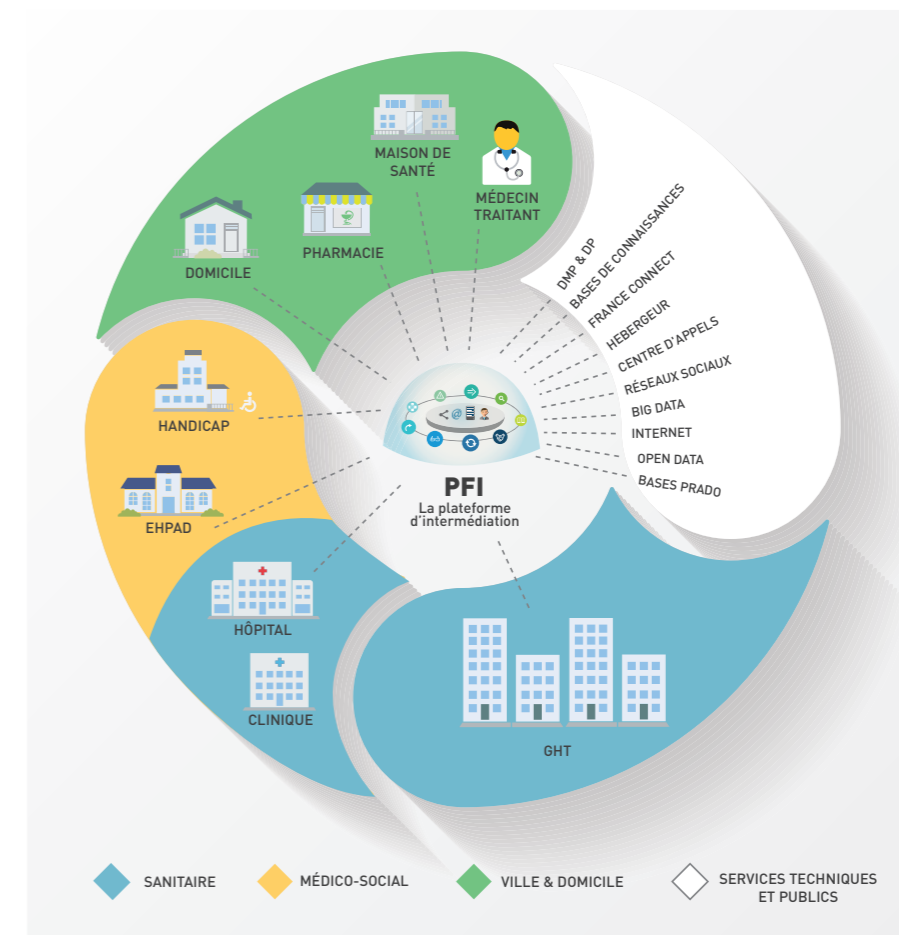 MAISON DE
SANTÉ
MÉDECIN
TRAITANT
PHARMACIE
DOMICILE
DMP & DP
BASES DE CONNAISSANCES
FRANCE CONNECT
HEBERGEUR
CENTRE D'APPELS
RÉSEAUX SOCIAUX
BIG DATA
INTERNET
OPEN DATA
BASES PRADO
HANDICAP
EHPAD
PFI
La plateforme
d'intermédiation
HÔPITAL
CLINIQUE
GHT
SANITAIRE
MÉDICO-SOCIAL
VILLE & DOMICILE
SERVICES TECHNIQUES
ET PUBLICS